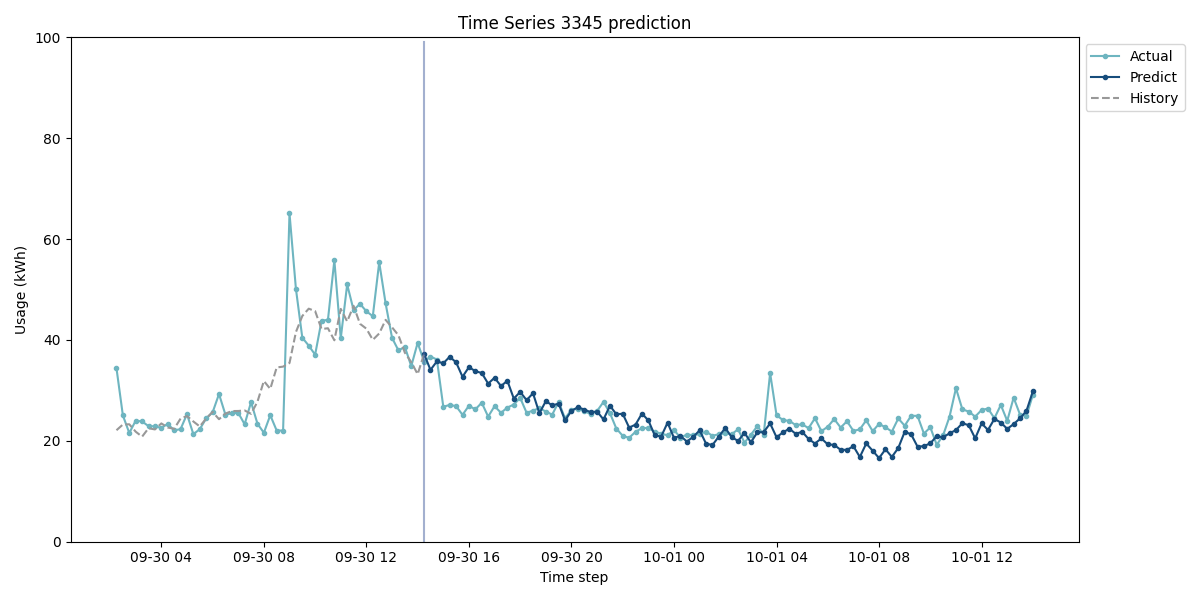 Time Series 3345 prediction
100
80
60
40
20
0
Usage (kWh)
09-30 04
09-30 08
09-30 12
09-30 16
09-30 20
10-01 00
10-01 04
10-01 08
10-01 12
Time step
Actual
Predict
History